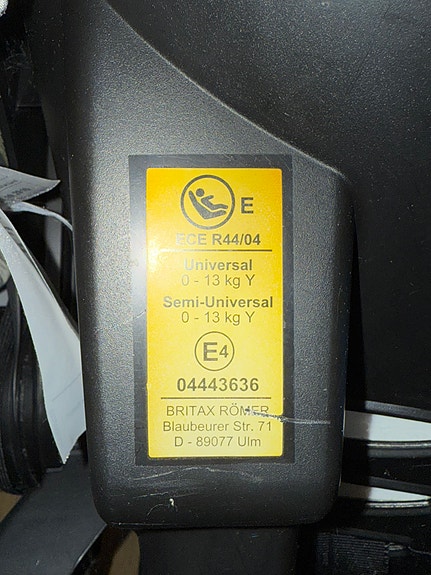 E
ECE R44/04
Universal
0 - 13 kg Y
Semi-Universal
0 - 13 kg Y
E4
04443636
BRITAX RÖMER
Blaubeurer Str. 71
D - 89077 Ulm